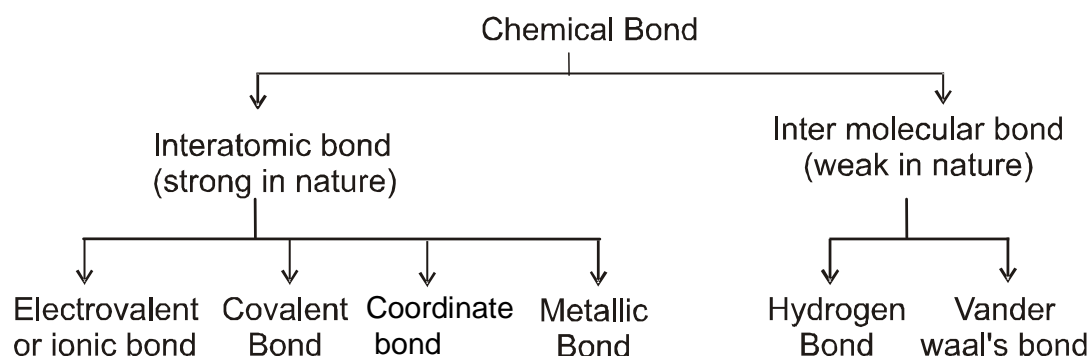 Chemical Bond
Interatomic bond
(strong in nature)
Inter molecular bond
(weak in nature)
Electrovalent
or ionic bond
Covalent
Bond
Coordinate
bond
Metallic
Bond
Hydrogen
Bond
Vander
waal's bond